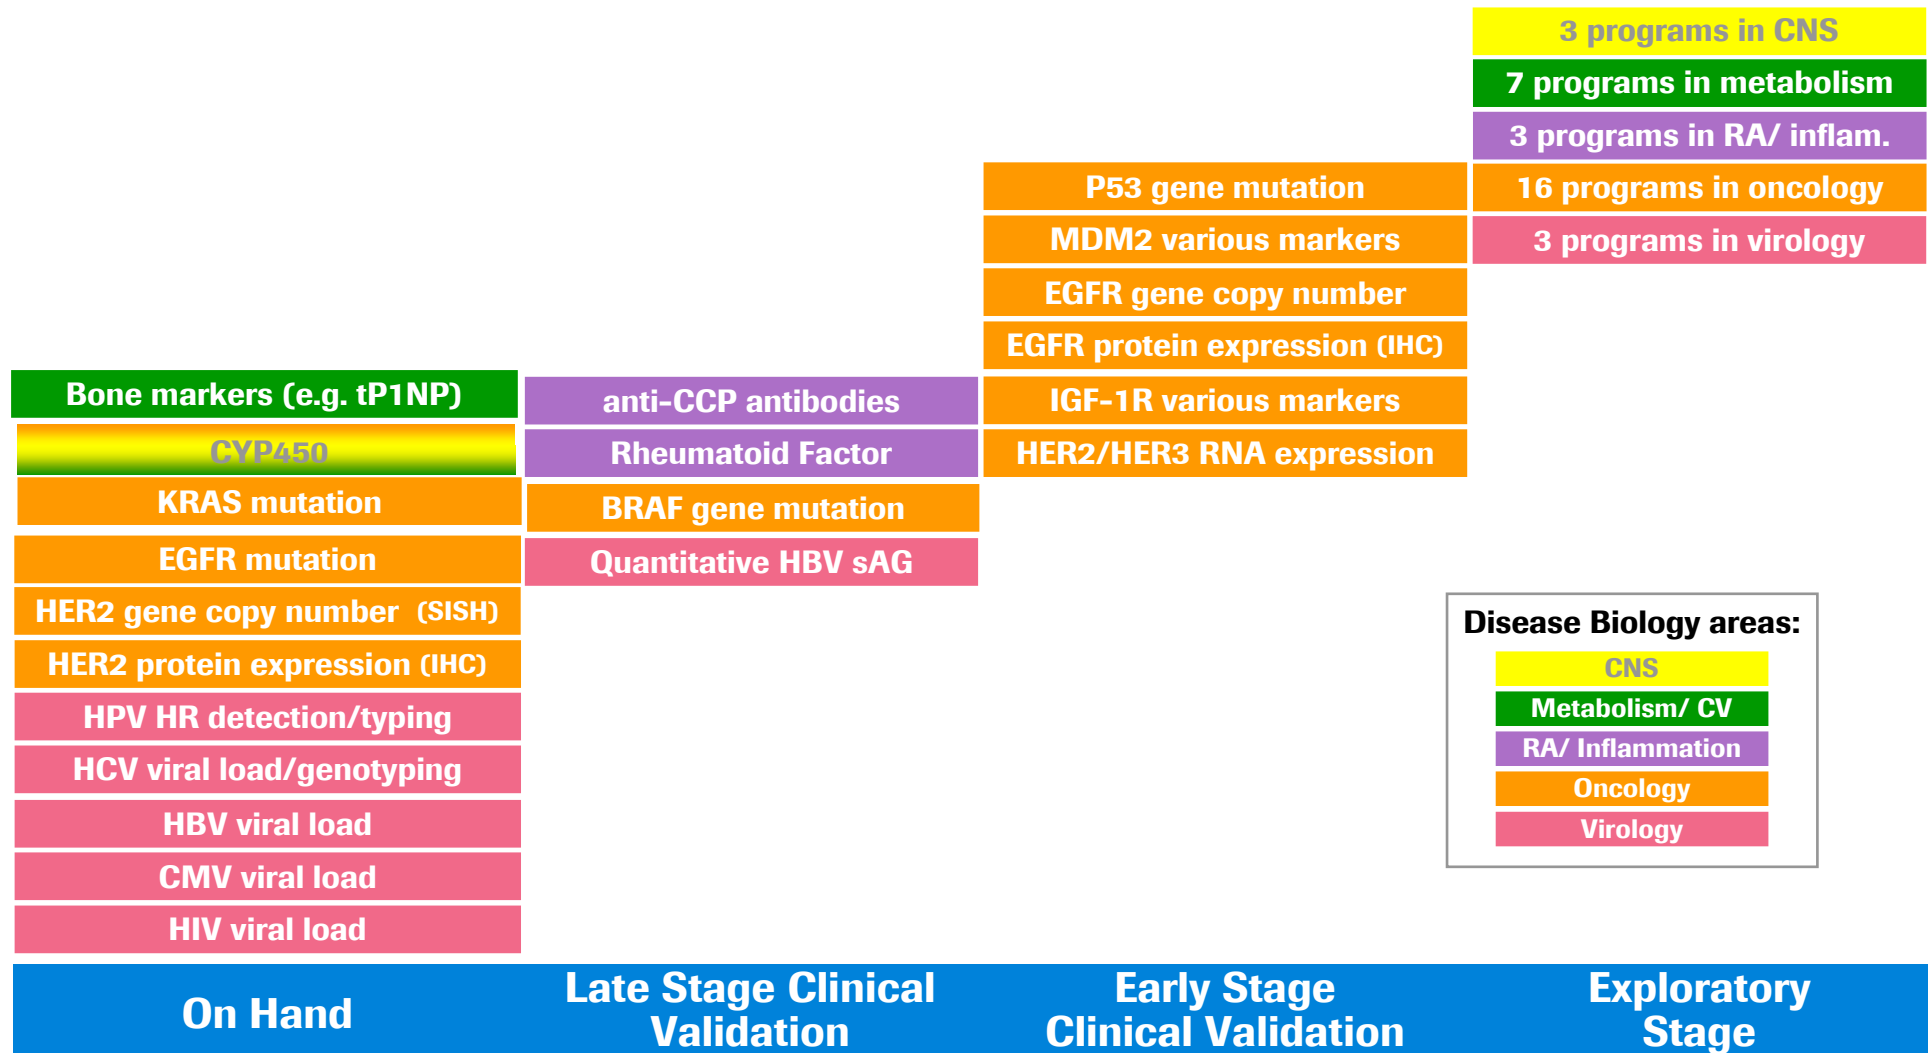 3 programs in CNS
7 programs in metabolism
3 programs in RA/ inflam.
16 programs in oncology
3 programs in virology
P53 gene mutation
MDM2 various markers
EGFR gene copy number
EGFR protein expression (IHC)
IGF-1R various markers
HER2/HER3 RNA expression
anti-CCP antibodies
Rheumatoid Factor
BRAF gene mutation
Quantitative HBV sAG
Bone markers (e.g. tP1NP)
CYP450
KRAS mutation
EGFR mutation
HER2 gene copy number (SISH)
HER2 protein expression (IHC)
HPV HR detection/typing
HCV viral load/genotyping
HBV viral load
CMV viral load
HIV viral load
Disease Biology areas:
CNS
Metabolism/ CV
RA/ Inflammation
Oncology
Virology
On Hand
Late Stage Clinical
Validation
Early Stage
Clinical Validation
Exploratory
Stage